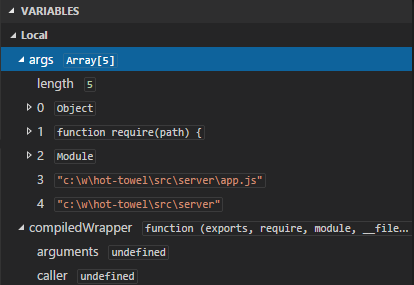 VARIABLES
Local
args Array[5]
length 5
0 Object
1 function require(path) {
2 Module
3 "c:\w\hot-towel\src\server\app.js"
4 "c:\w\hot-towel\src\server"
compiledWrapper function (exports, require, module, __file…
arguments undefined
caller undefined